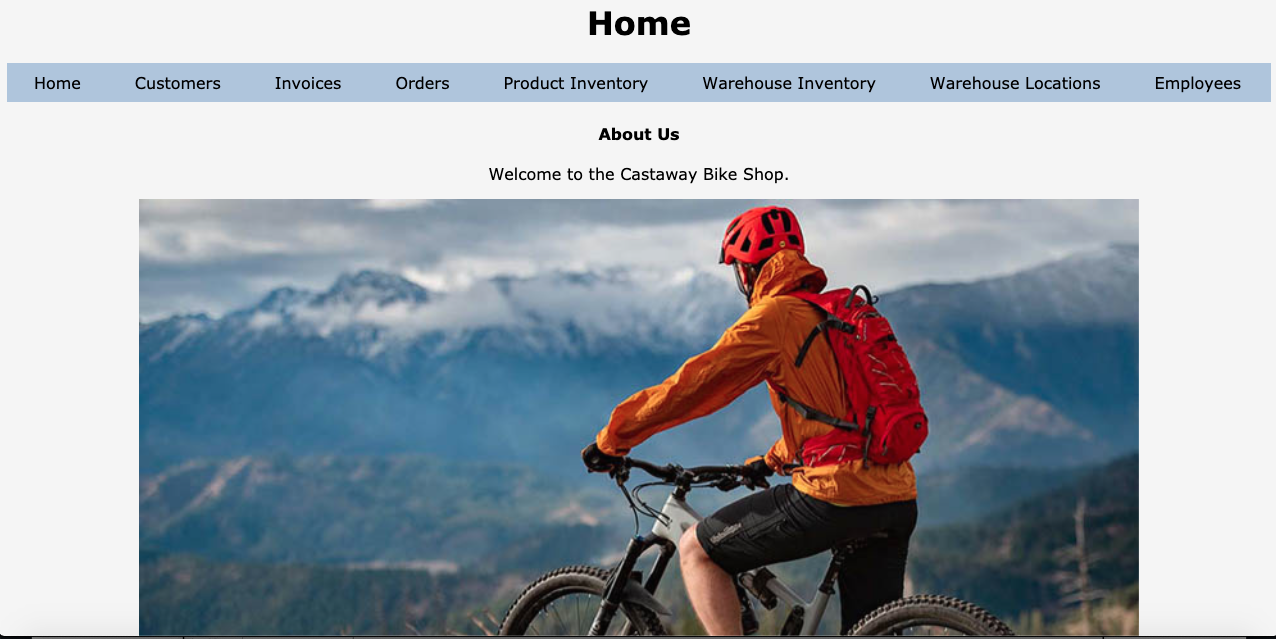 Home
Home Customers Invoices Orders Product Inventory Warehouse Inventory Warehouse Locations Employees
About Us
Welcome to the Castaway Bike Shop.